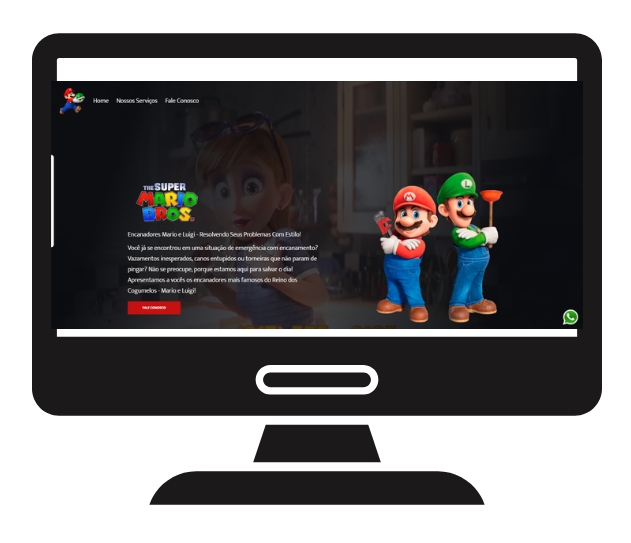 Home Nossos Serviços Fale Conosco
THE SUPER
MARIO
BROS.
Encanadores Mario e Luigi - Resolvendo Seus Problemas Com Estilo!
Você já se encontrou em uma situação de emergência com encanamento?
Vazamentos inesperados, canos entupidos ou torneiras que não param de
pingar? Não se preocupe, porque estamos aqui para salvar o dia!
Apresentamos a vocês os encanadores mais famosos do Reino dos
Cogumelos - Mario e Luigi!
FALE CONOSCO
M
L